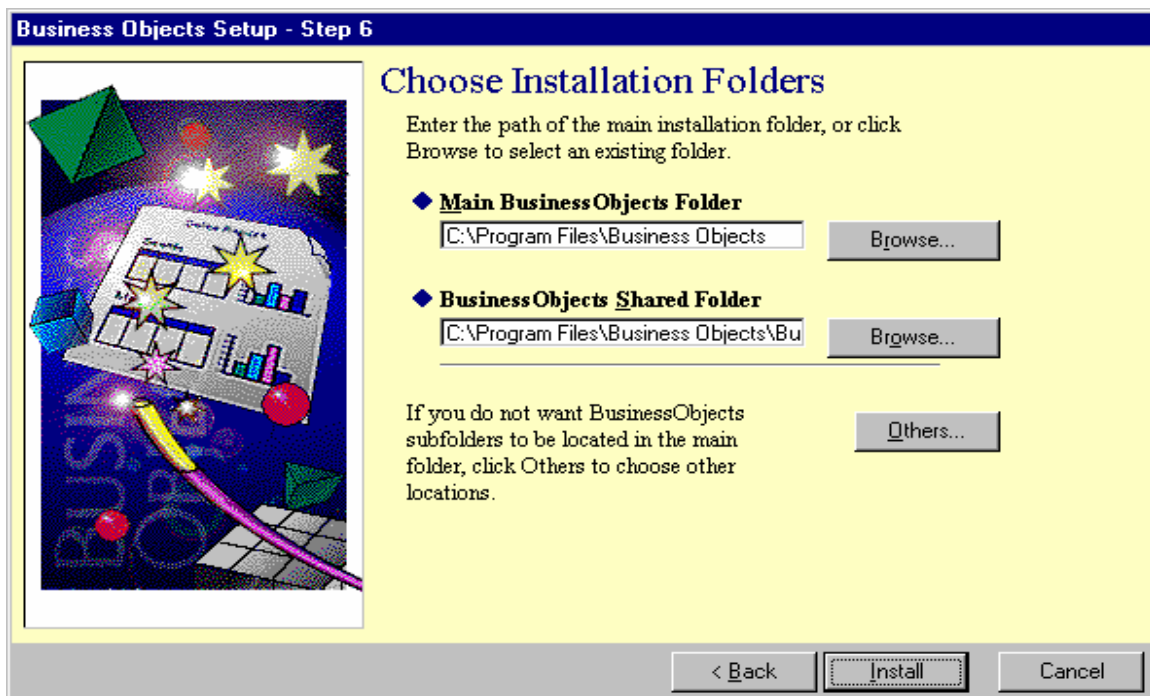 Business Objects Setup - Step 6
Choose Installation Folders
Enter the path of the main installation folder, or click
Browse to select an existing folder.
Main BusinessObjects Folder
C:\Program Files\Business Objects
Browse...
BusinessObjects Shared Folder
C:\Program Files\Business Objects\Bu
Browse...
If you do not want BusinessObjects
subfolders to be located in the main
folder, click Others to choose other
locations.
Others...
BUSIN
OBJE
< Back
Install
Cancel